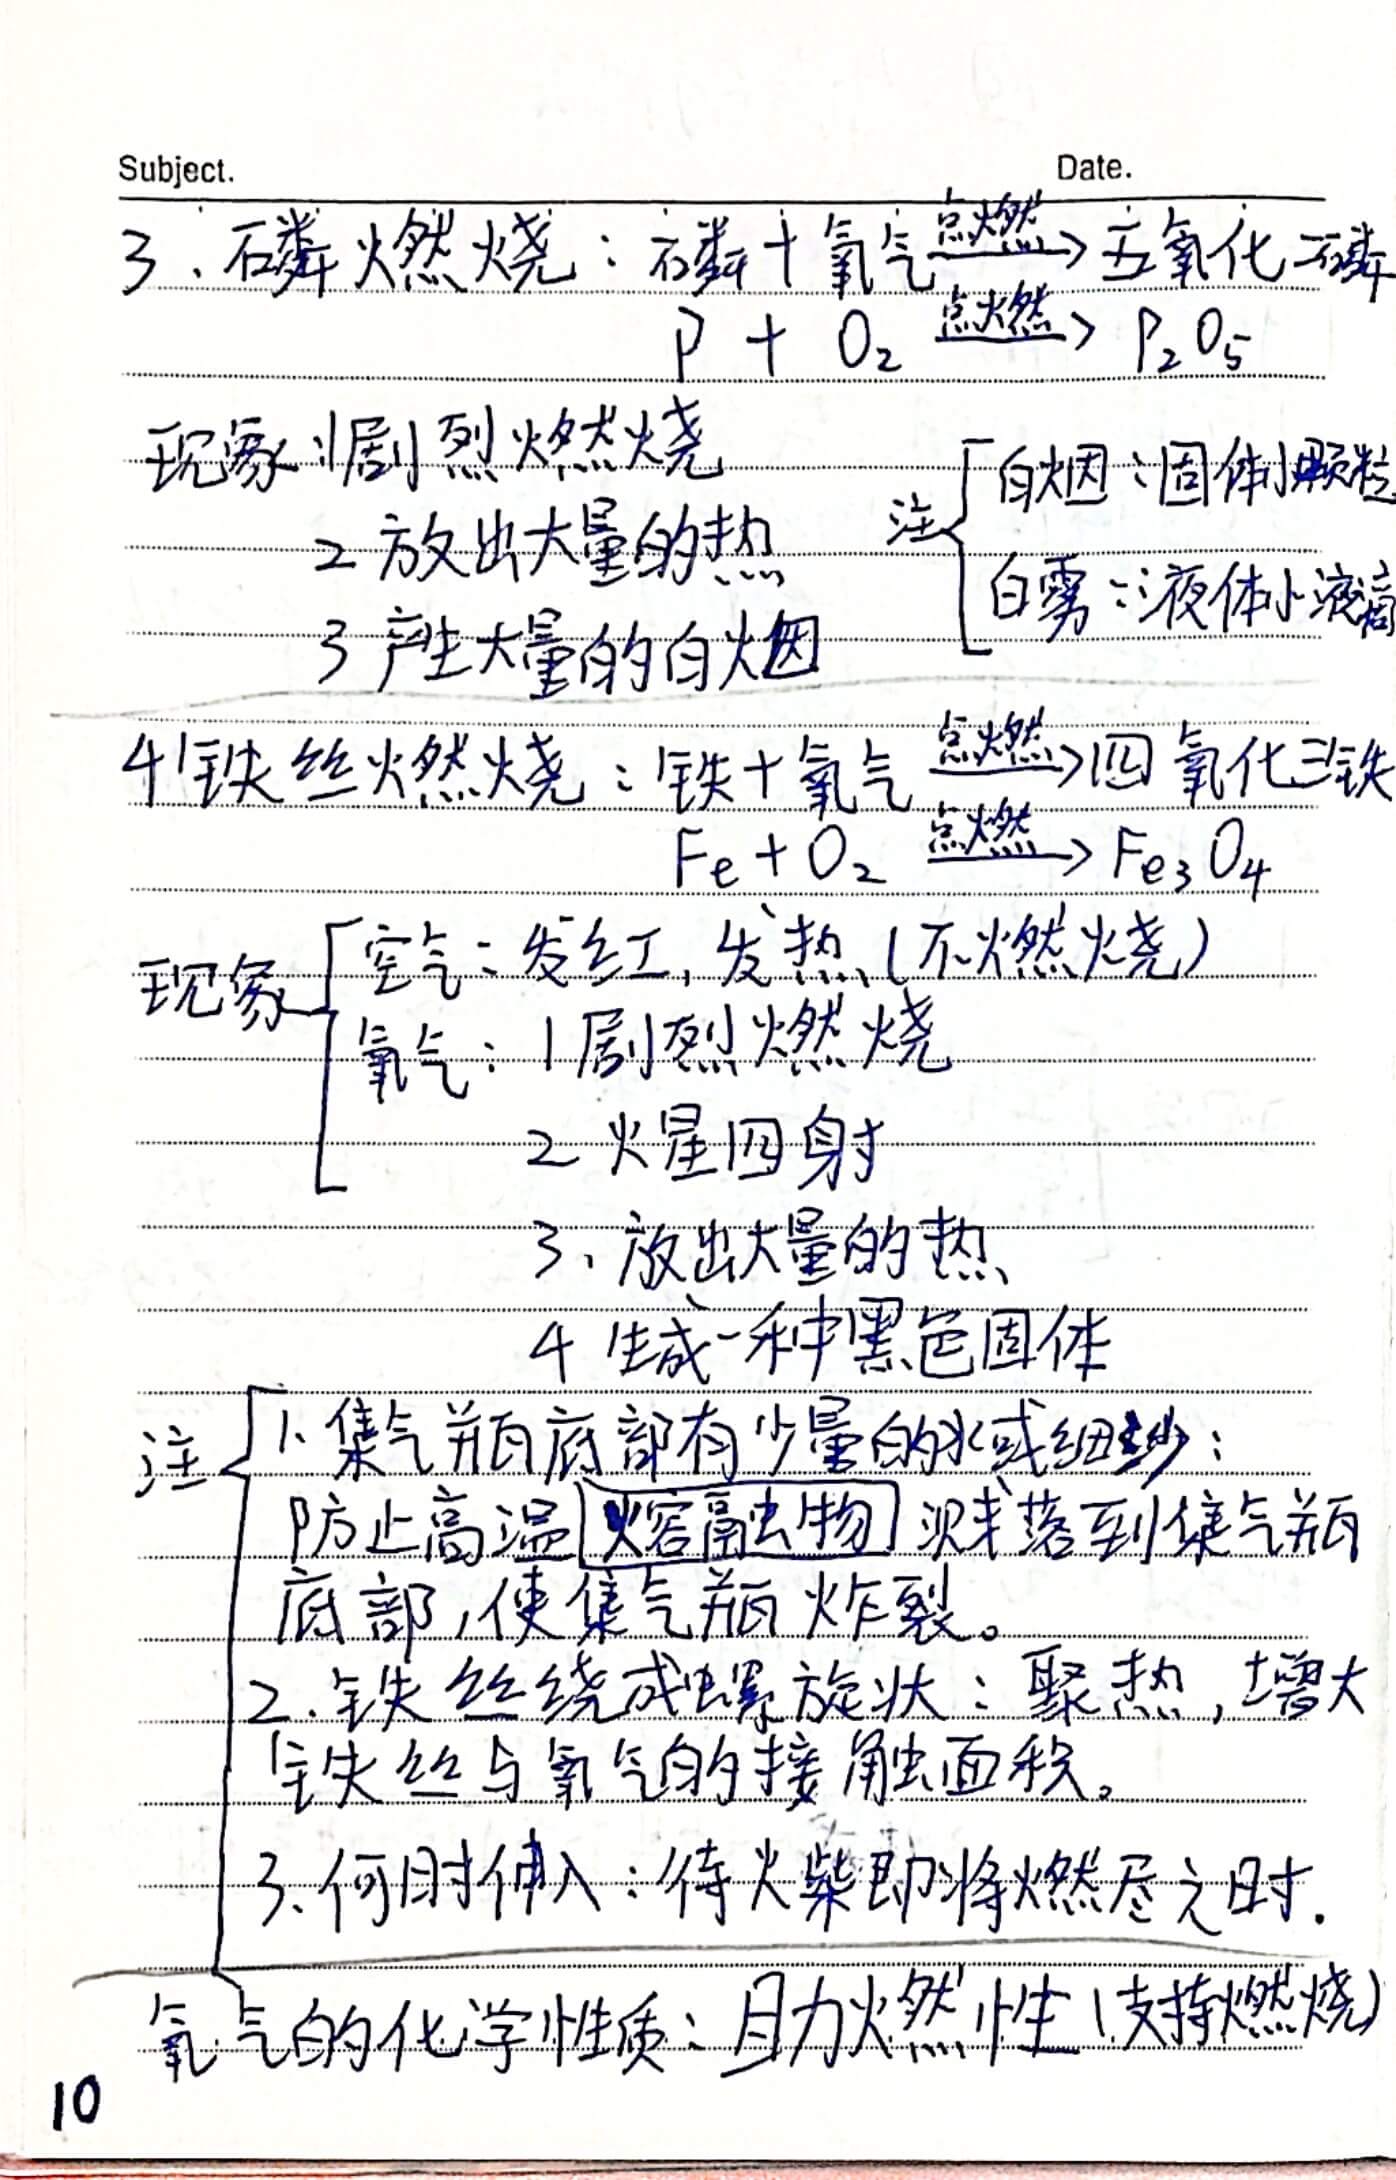 Subject. Date.
3、磷燃烧：磷+氧气 点燃→ 五氧化二磷
P + O₂ 点燃→ P₂O₅
现象：1剧烈燃烧
2 放出大量的热
3 产生大量的白烟
注 白烟：固体小颗粒
白雾：液体小液滴
4 铁丝燃烧：铁+氧气 点燃→ 四氧化三铁
Fe + O₂ 点燃→ Fe₃O₄
现象 空气：发红，发热（不燃烧）
氧气：1 剧烈燃烧
2 火星四射
3、放出大量的热
4 生成一种黑色固体
注 1、集气瓶底部有少量的水或细沙：
防止高温熔融物溅落到集气瓶
底部，使集气瓶炸裂。
2、铁丝绕成螺旋状：聚热，增大
铁丝与氧气的接触面积。
3、何时伸入：待火柴即将燃尽之时．
氧气的化学性质：助燃性（支持燃烧）
10